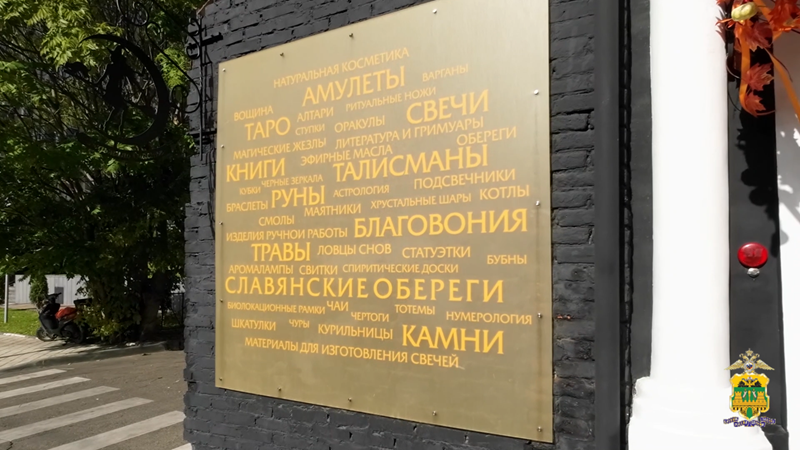 НАТУРАЛЬНАЯ КОСМЕТИКА
АМУЛЕТЫ ВАРГАНЫ
ВОЩИНА АЛТАРИ РИТУАЛЬНЫЕ НОЖИ
ТАРО СТУПКИ ОРАКУЛЫ СВЕЧИ
МАГИЧЕСКИЕ ЖЕЗЛЫ ЛИТЕРАТУРА И ГРИМУАРЫ ОБЕРЕГИ
КНИГИ ЭФИРНЫЕ МАСЛА ТАЛИСМАНЫ
КУБКИ ЧЕРНЫЕ ЗЕРКАЛА АСТРОЛОГИЯ ПОДСВЕЧНИКИ
БРАСЛЕТЫ РУНЫ МАЯТНИКИ ХРУСТАЛЬНЫЕ ШАРЫ КОТЛЫ
СМОЛЫ
ИЗДЕЛИЯ РУЧНОЙ РАБОТЫ БЛАГОВОНИЯ
ТРАВЫ ЛОВЦЫ СНОВ СТАТУЭТКИ БУБНЫ
АРОМАЛАМПЫ СВИТКИ СПИРИТИЧЕСКИЕ ДОСКИ
СЛАВЯНСКИЕ ОБЕРЕГИ
БИОЛОКАЦИОННЫЕ РАМКИ ЧАИ ТОТЕМЫ НУМЕРОЛОГИЯ
ШКАТУЛКИ ЧУРЫ ЧЕРТОГИ
КУРИЛЬНИЦЫ КАМНИ
МАТЕРИАЛЫ ДЛЯ ИЗГОТОВЛЕНИЯ СВЕЧЕЙ